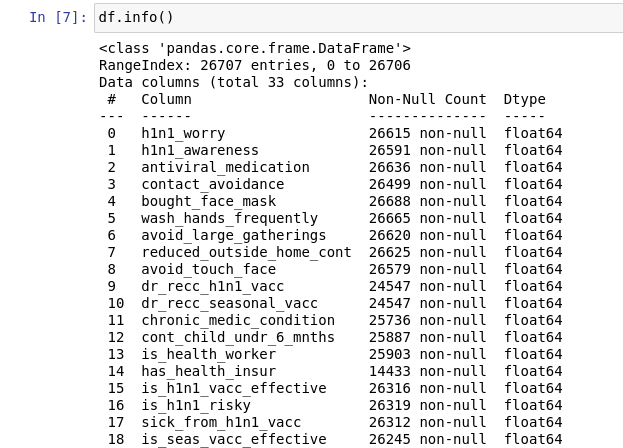 In [7]: df.info()
<class 'pandas.core.frame.DataFrame'>
RangeIndex: 26707 entries, 0 to 26706
Data columns (total 33 columns):
 #   Column                      Non-Null Count  Dtype
---  ------                      --------------  -----
 0   h1n1_worry                  26615 non-null  float64
 1   h1n1_awareness              26591 non-null  float64
 2   antiviral_medication        26636 non-null  float64
 3   contact_avoidance           26499 non-null  float64
 4   bought_face_mask            26688 non-null  float64
 5   wash_hands_frequently       26665 non-null  float64
 6   avoid_large_gatherings      26620 non-null  float64
 7   reduced_outside_home_cont   26625 non-null  float64
 8   avoid_touch_face            26579 non-null  float64
 9   dr_recc_h1n1_vacc           24547 non-null  float64
 10  dr_recc_seasonal_vacc       24547 non-null  float64
 11  chronic_medic_condition     25736 non-null  float64
 12  cont_child_undr_6_mnths     25887 non-null  float64
 13  is_health_worker            25903 non-null  float64
 14  has_health_insur            14433 non-null  float64
 15  is_h1n1_vacc_effective      26316 non-null  float64
 16  is_h1n1_risky               26319 non-null  float64
 17  sick_from_h1n1_vacc         26312 non-null  float64
 18  is_seas_vacc_effective      26245 non-null  float64